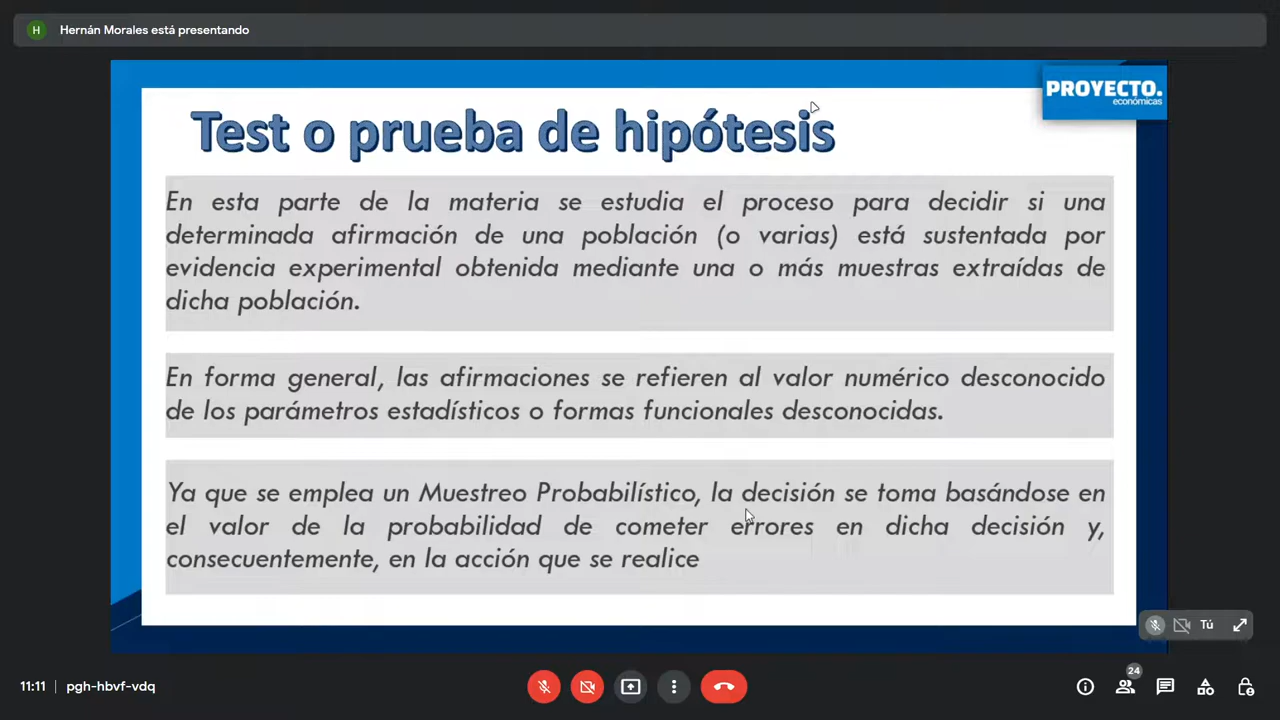 H Hernán Morales está presentando
PROYECTO.
económicas
Test o prueba de hipótesis
En esta parte de la materia se estudia el proceso para decidir si una
determinada afirmación de una población (o varias) está sustentada por
evidencia experimental obtenida mediante una o más muestras extraídas de
dicha población.
En forma general, las afirmaciones se refieren al valor numérico desconocido
de los parámetros estadísticos o formas funcionales desconocidas.
Ya que se emplea un Muestreo Probabilístico, la decisión se toma basándose en
el valor de la probabilidad de cometer errores en dicha decisión y,
consecuentemente, en la acción que se realice
Tú
11:11 | pgh-hbvf-vdq
24